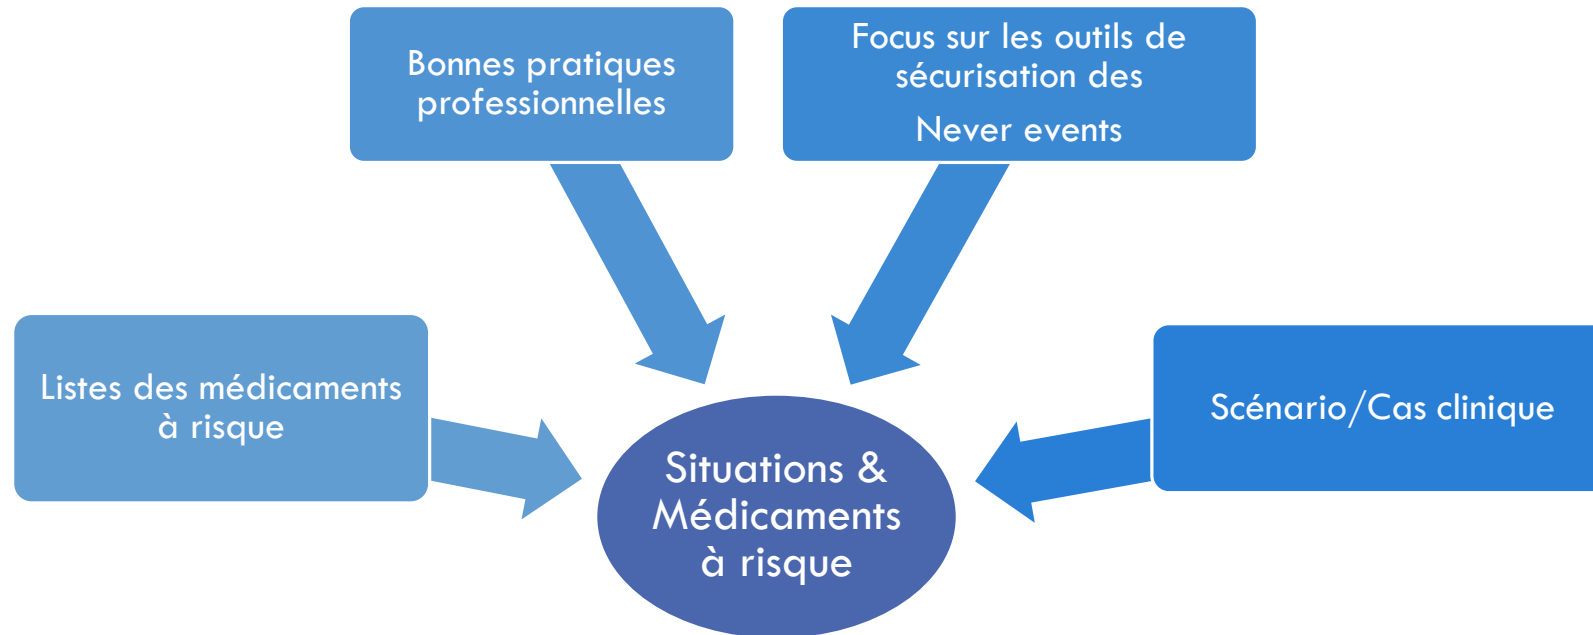 Bonnes pratiques
professionnelles
Focus sur les outils de
sécurisation des
Never events
Listes des médicaments
à risque
Scénario/Cas clinique
Situations &
Médicaments
à risque